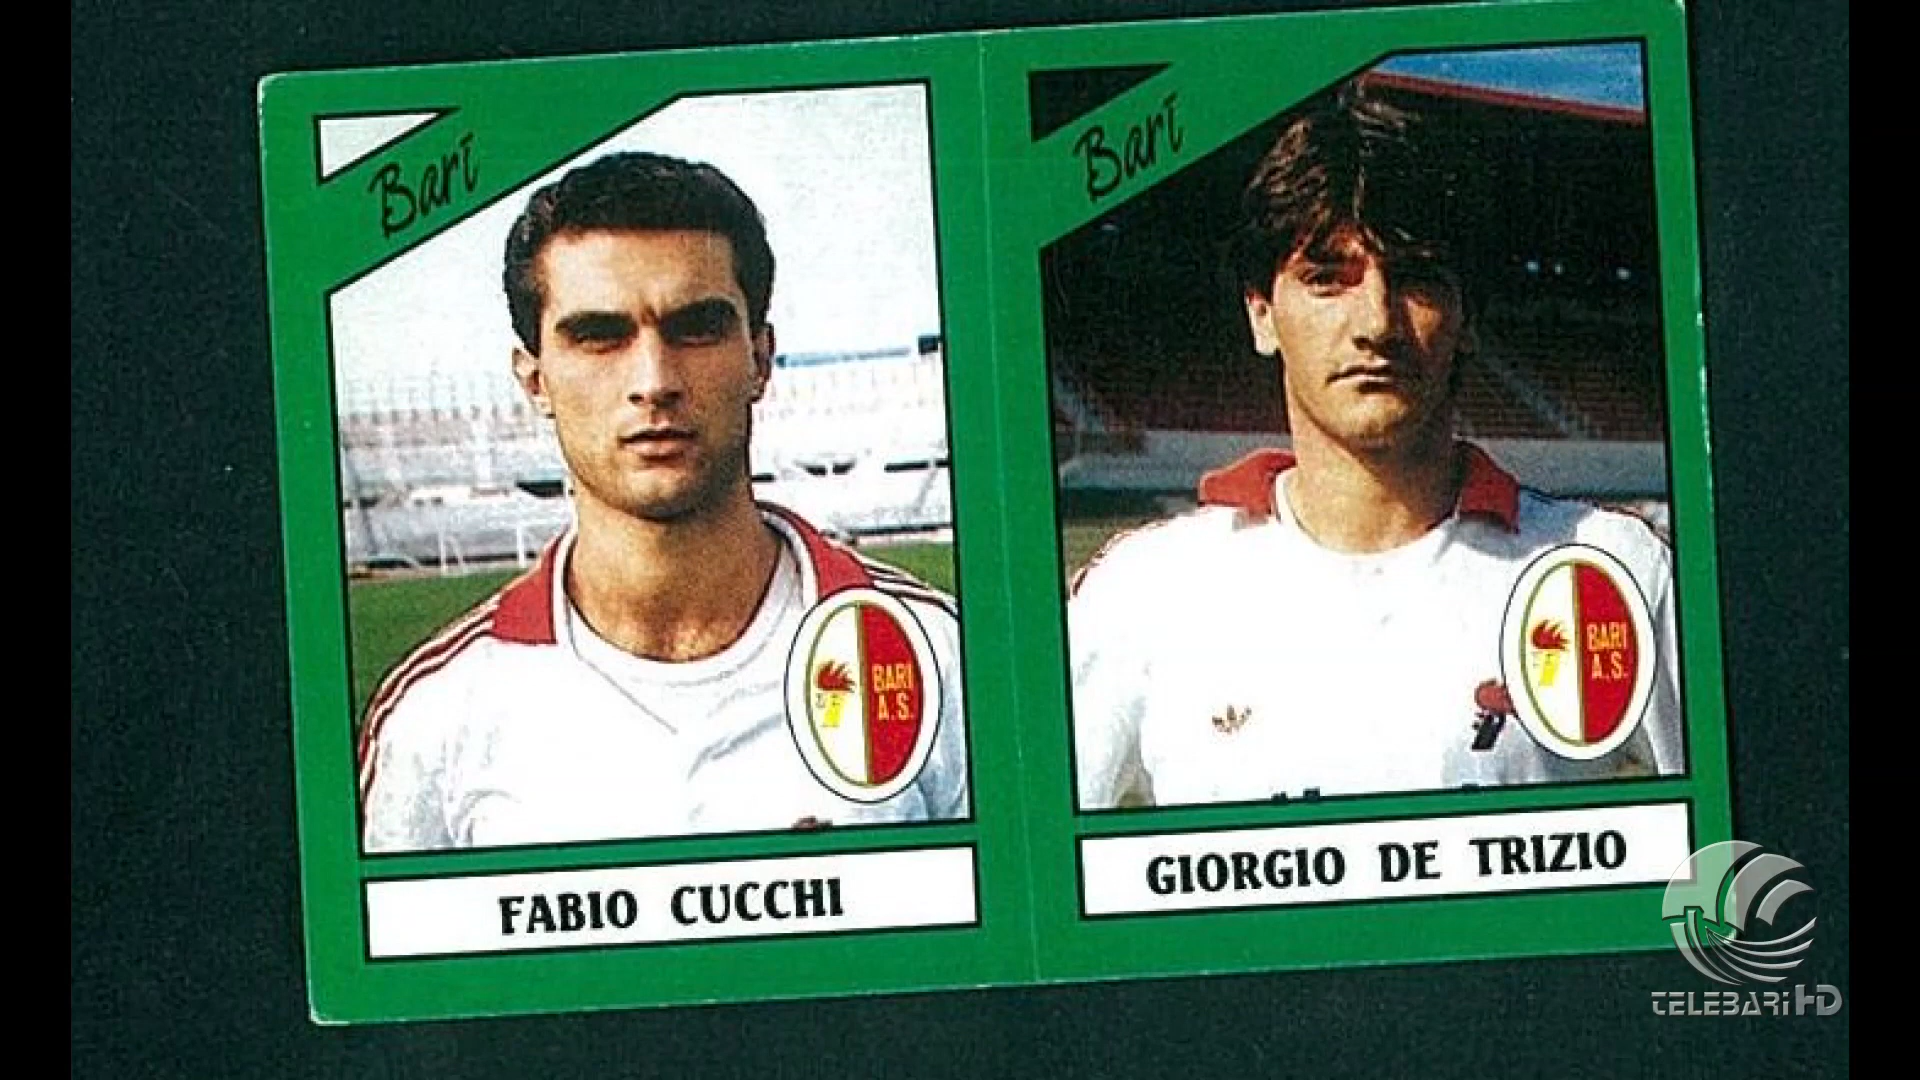 Bari
Bari
BARI
A.S.
BARI
A.S.
FABIO CUCCHI
GIORGIO DE TRIZIO
TELEBARI HD